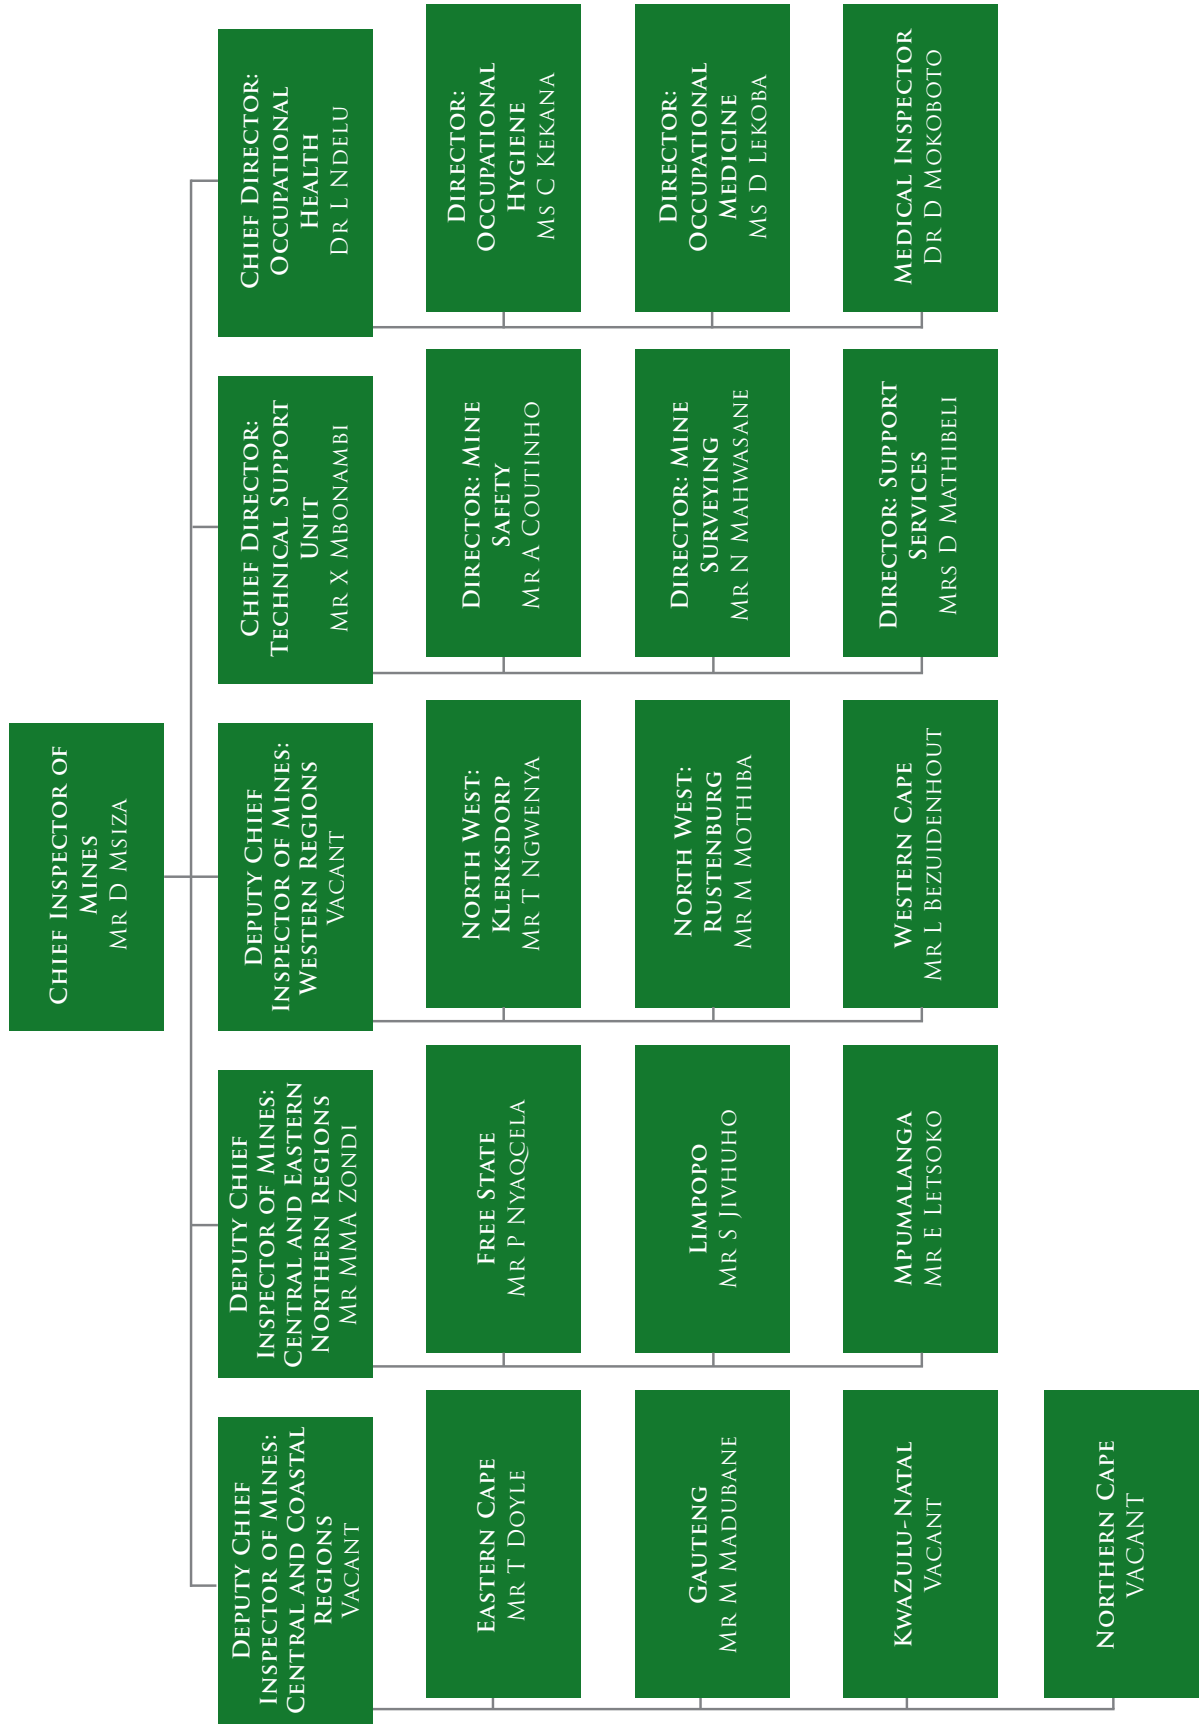 Chief Inspector of
Mines
Mr D Msiza
Deputy Chief
Inspector of Mines:
Central and Coastal
Regions
Vacant
Eastern Cape
Mr T Doyle
Gauteng
Mr M Madubane
KwaZulu-Natal
Vacant
Northern Cape
Vacant
Deputy Chief
Inspector of Mines:
Central and Eastern
Northern Regions
Mr MMA Zondi
Free State
Mr P Nyaqcela
Limpopo
Mr S Jivhuho
Mpumalanga
Mr E Letsoko
Deputy Chief
Inspector of Mines:
Western Regions
Vacant
North West:
Klerksdorp
Mr T Ngwenya
North West:
Rustenburg
Mr M Mothiba
Western Cape
Mr L Bezuidenhout
Chief Director:
Technical Support
Unit
Mr X Mbonambi
Director: Mine
Safety
Mr A Coutinho
Director: Mine
Surveying
Mr N Mahwasane
Director: Support
Services
Mrs D Mathibeli
Chief Director:
Occupational
Health
Dr L Ndelu
Director:
Occupational
Hygiene
Ms C Kekana
Director:
Occupational
Medicine
Ms D Lekoba
Medical Inspector
Dr D Mokoboto